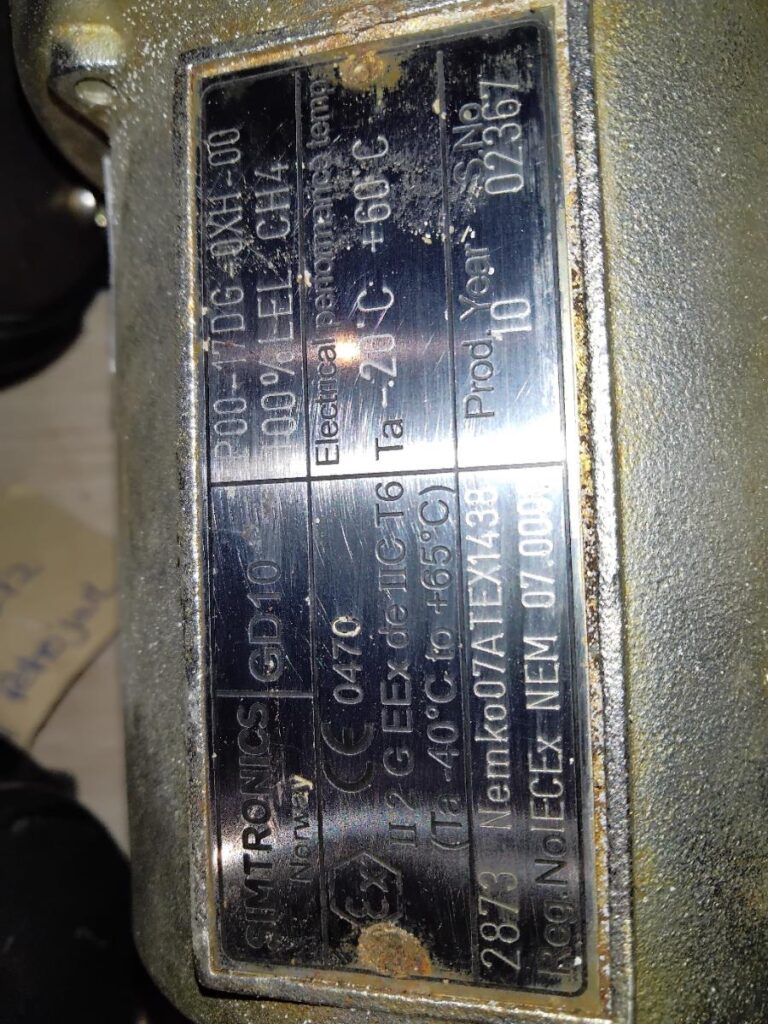 SIMTRONICS
Norway
GD10
P00-17DG-0XH-00
100%LEL CH4
CE 0470
Ex
II 2 G EEx de IIC T6
(Ta -40°C to +65°C)
Electrical performance temp
Ta -20°C +60°C
2873 Nemko07ATEX1438
Reg.No IECEx NEM 07.000
Prod. Year
10
S.No
02367